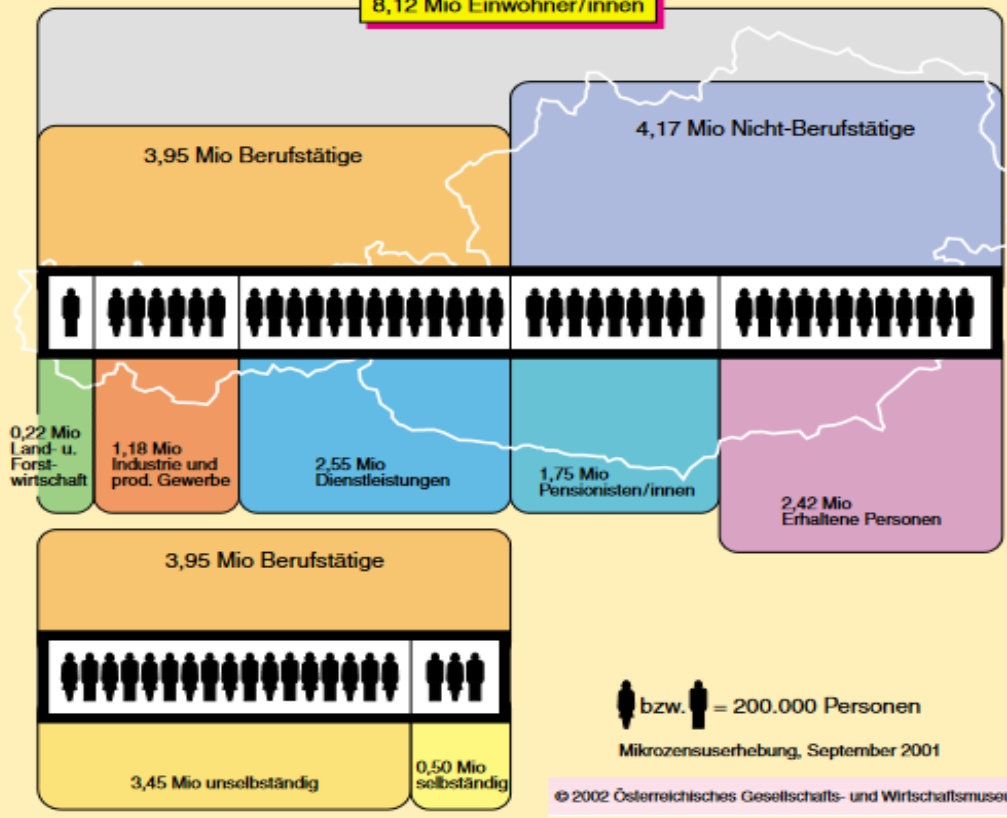 8,12 Mio Einwohner/innen
3,95 Mio Berufstätige
4,17 Mio Nicht-Berufstätige
0,22 Mio
Land- u.
Forst-
wirtschaft
1,18 Mio
Industrie und
prod. Gewerbe
2,55 Mio
Dienstleistungen
1,75 Mio
Pensionisten/innen
2,42 Mio
Erhaltene Personen
3,95 Mio Berufstätige
3,45 Mio unselbständig
0,50 Mio
selbständig
bzw. = 200.000 Personen
Mikrozensuserhebung, September 2001
© 2002 Österreichisches Gesellschafts- und Wirtschaftsmuseu